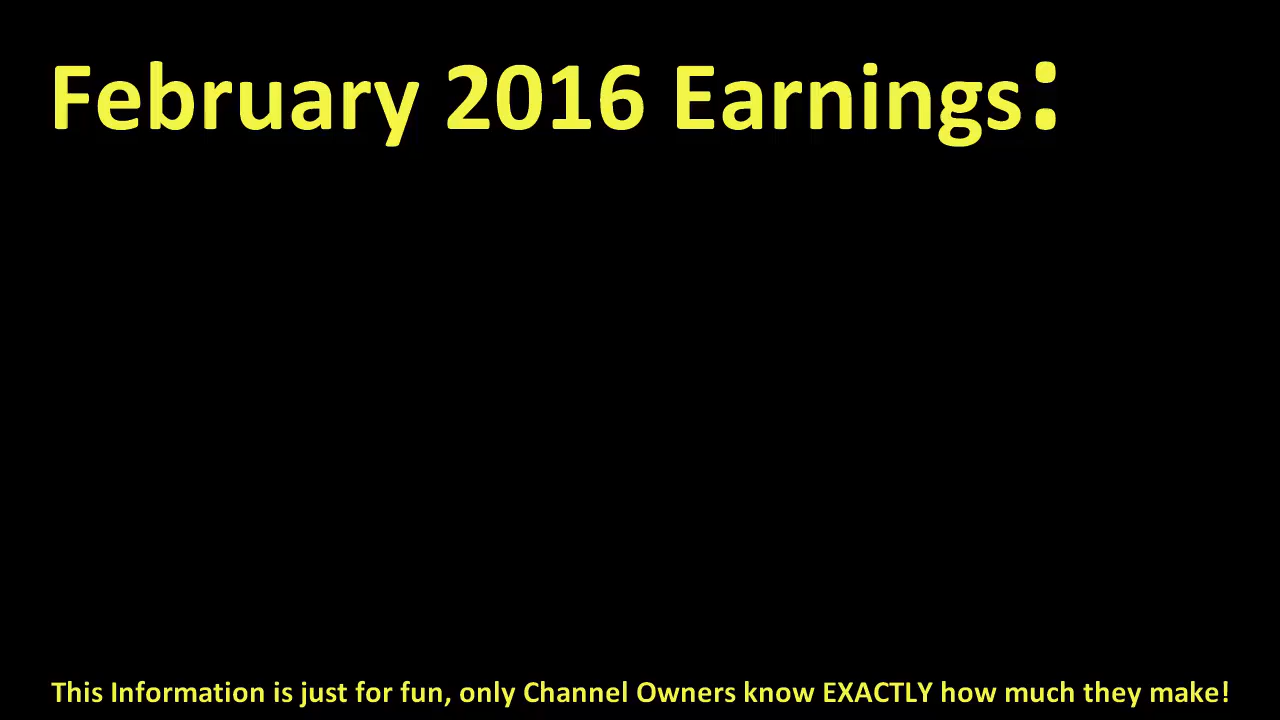 February 2016 Earnings:
This Information is just for fun, only Channel Owners know EXACTLY how much they make!